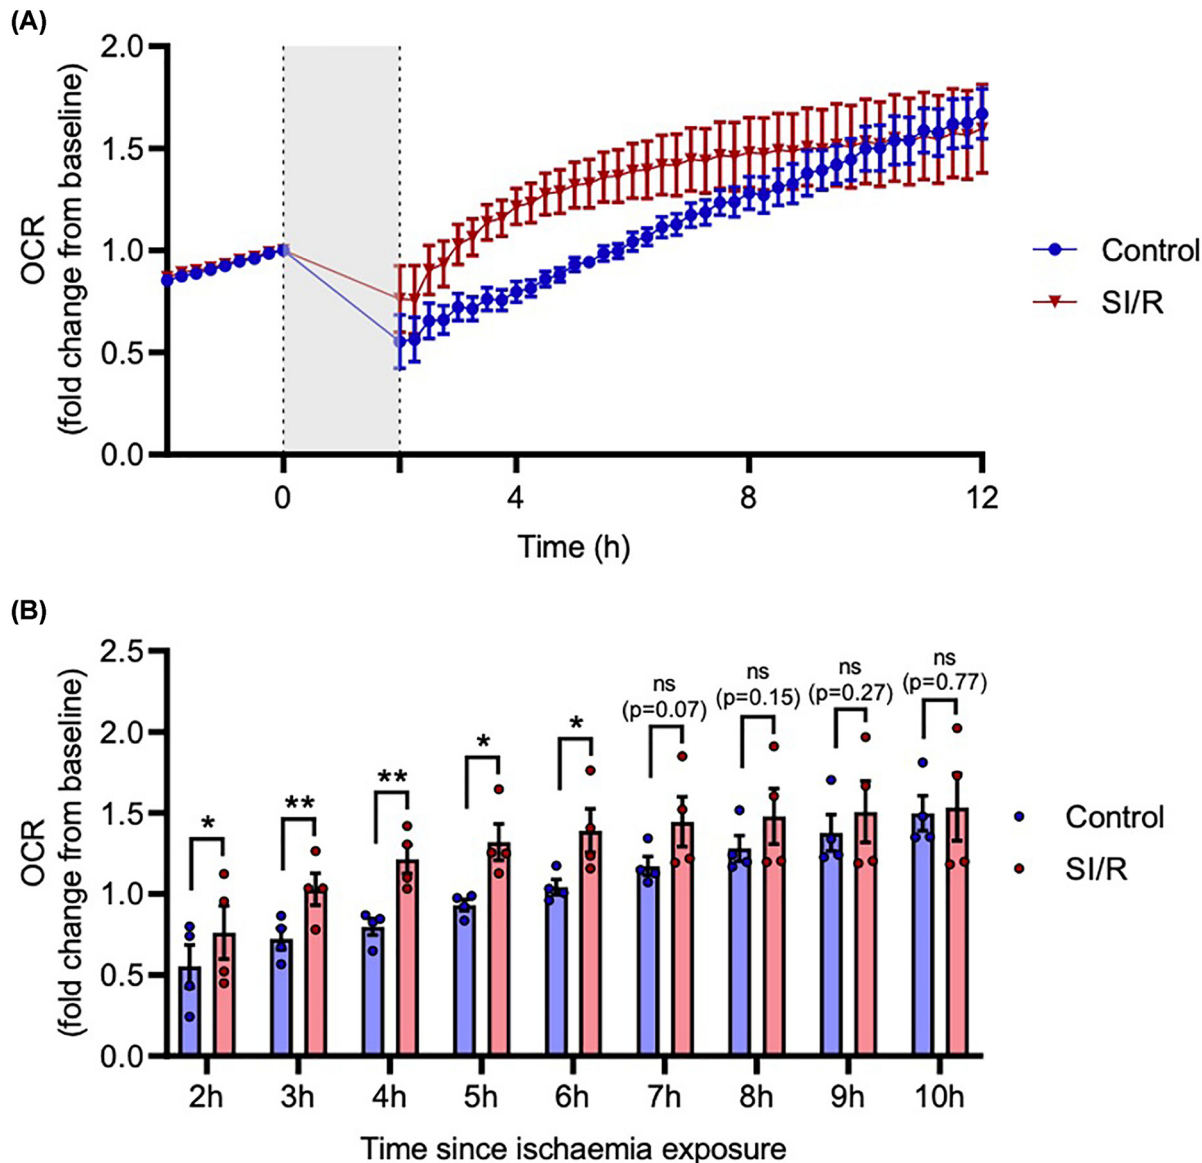 (A)
2.0
1.5
1.0
0.5
0.0
OCR
(fold change from baseline)
0
4
8
12
Time (h)
Control
SI/R
(B)
2.5
2.0
1.5
1.0
0.5
0.0
OCR
(fold change from baseline)
*
**
**
*
*
ns
(p=0.07)
ns
(p=0.15)
ns
(p=0.27)
ns
(p=0.77)
Control
SI/R
2h
3h
4h
5h
6h
7h
8h
9h
10h
Time since ischaemia exposure